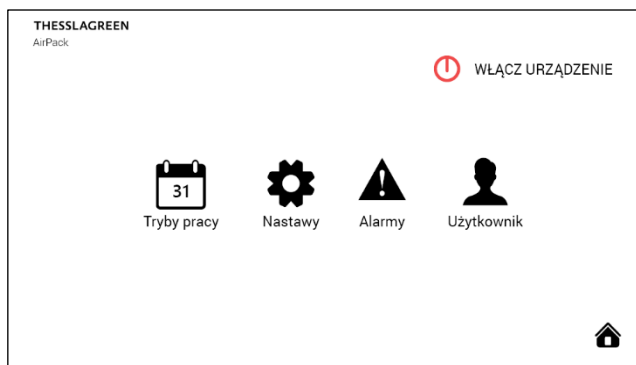 THESSLAGREEN
AirPack
WŁĄCZ URZĄDZENIE
31
Tryby pracy
Nastawy
Alarmy
Użytkownik